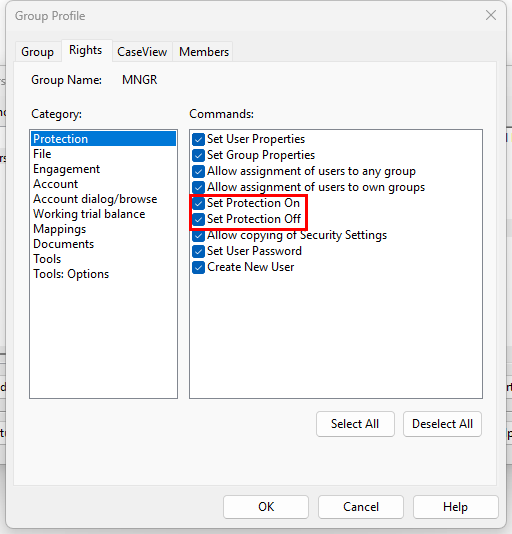 Group Profile
Group Rights CaseView Members
Group Name: MNGR
Category: Commands:
Protection
File
Engagement
Account
Account dialog/browse
Working trial balance
Mappings
Documents
Tools
Tools: Options
Set User Properties
Set Group Properties
Allow assignment of users to any group
Allow assignment of users to own groups
Set Protection On
Set Protection Off
Allow copying of Security Settings
Set User Password
Create New User
Select All Deselect All
OK Cancel Help